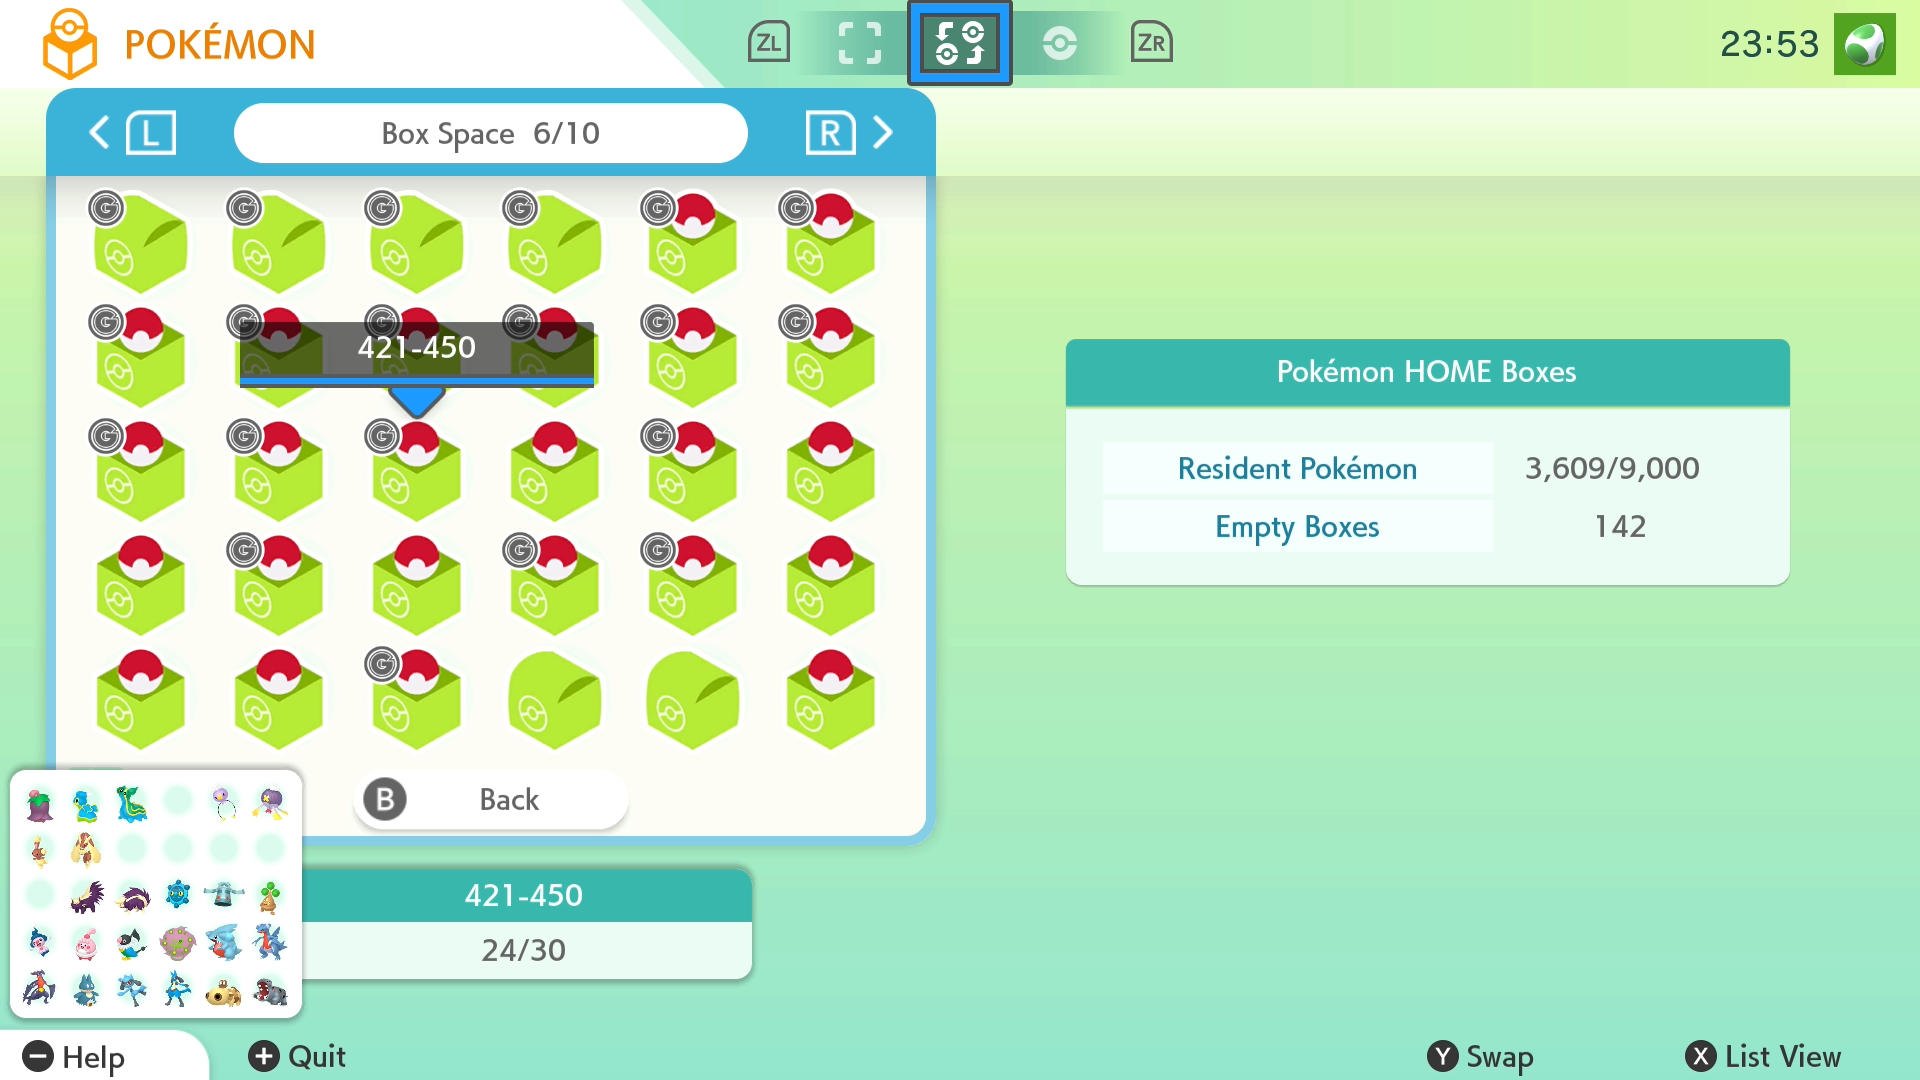 POKÉMON
ZL
ZR
23:53
L
Box Space 6/10
R
421-450
Pokémon HOME Boxes
Resident Pokémon 3,609/9,000
Empty Boxes 142
B Back
421-450
24/30
Help
Quit
Y Swap
X List View